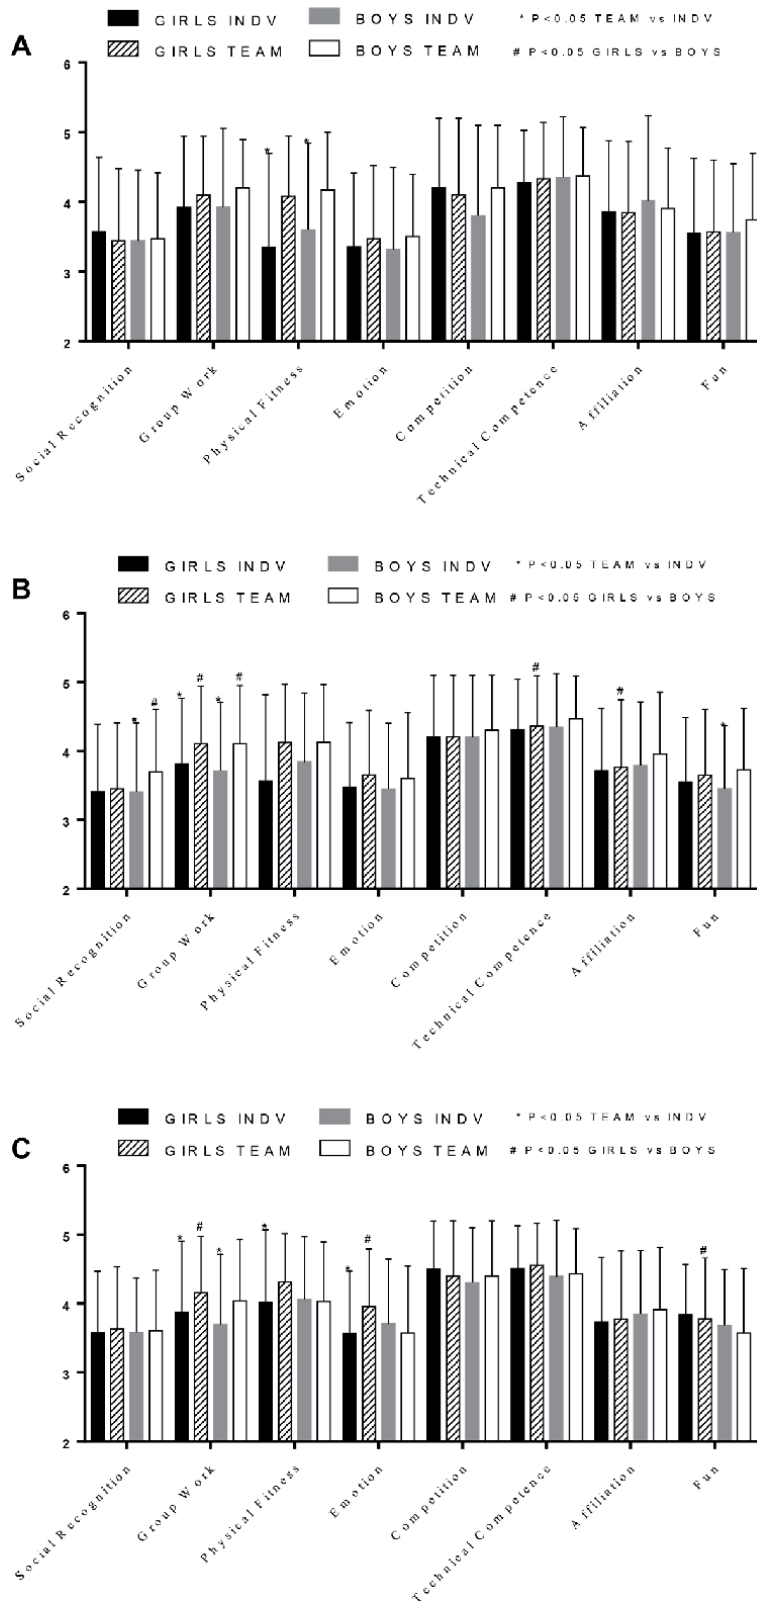 GIRLS INDV BOYS INDV * P<0.05 TEAM vs INDV
A GIRLS TEAM BOYS TEAM # P<0.05 GIRLS vs BOYS
6
5
* *
4
3
2
Social Recognition Group Work Physical Fitness Emotion Competition Technical Competence Affiliation Fun
GIRLS INDV BOYS INDV * P<0.05 TEAM vs INDV
B GIRLS TEAM BOYS TEAM # P<0.05 GIRLS vs BOYS
6
5
* # * # * # # # *
4
3
2
Social Recognition Group Work Physical Fitness Emotion Competition Technical Competence Affiliation Fun
GIRLS INDV BOYS INDV * P<0.05 TEAM vs INDV
C GIRLS TEAM BOYS TEAM # P<0.05 GIRLS vs BOYS
6
5
* # * * * # #
4
3
2
Social Recognition Group Work Physical Fitness Emotion Competition Technical Competence Affiliation Fun